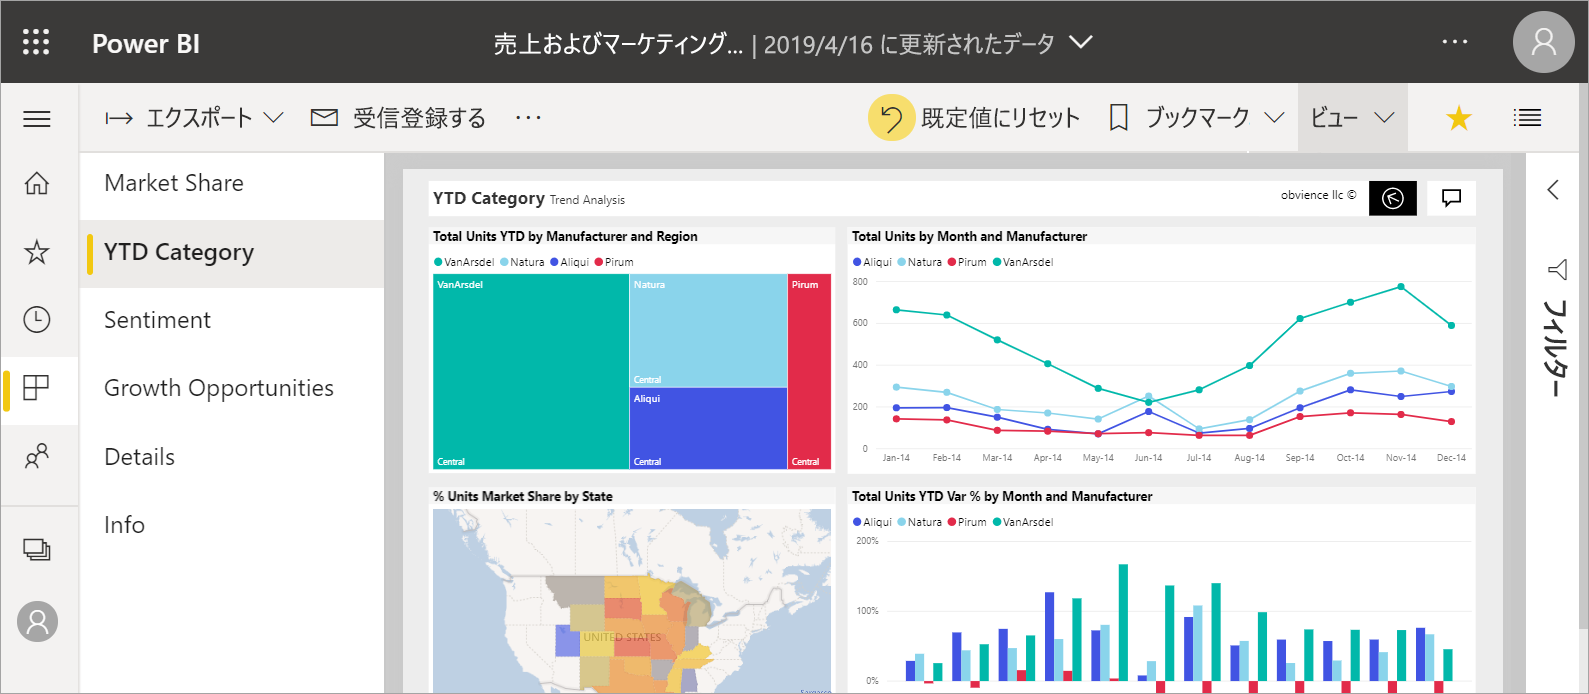 Power BI
売上およびマーケティング... | 2019/4/16 に更新されたデータ
エクスポート
受信登録する
既定値にリセット
ブックマーク
ビュー
Market Share
YTD Category
Sentiment
Growth Opportunities
Details
Info
YTD Category Trend Analysis
obvience llc ©
Total Units YTD by Manufacturer and Region
VanArsdel Natura Aliqui Pirum
VanArsdel
Central
Natura
Central
Aliqui
Central
Pirum
Central
Total Units by Month and Manufacturer
Aliqui Natura Pirum VanArsdel
800
600
400
200
0
Jan-14 Feb-14 Mar-14 Apr-14 May-14 Jun-14 Jul-14 Aug-14 Sep-14 Oct-14 Nov-14 Dec-14
% Units Market Share by State
UNITED STATES
Total Units YTD Var % by Month and Manufacturer
Aliqui Natura Pirum VanArsdel
200%
100%
0%
フィルター